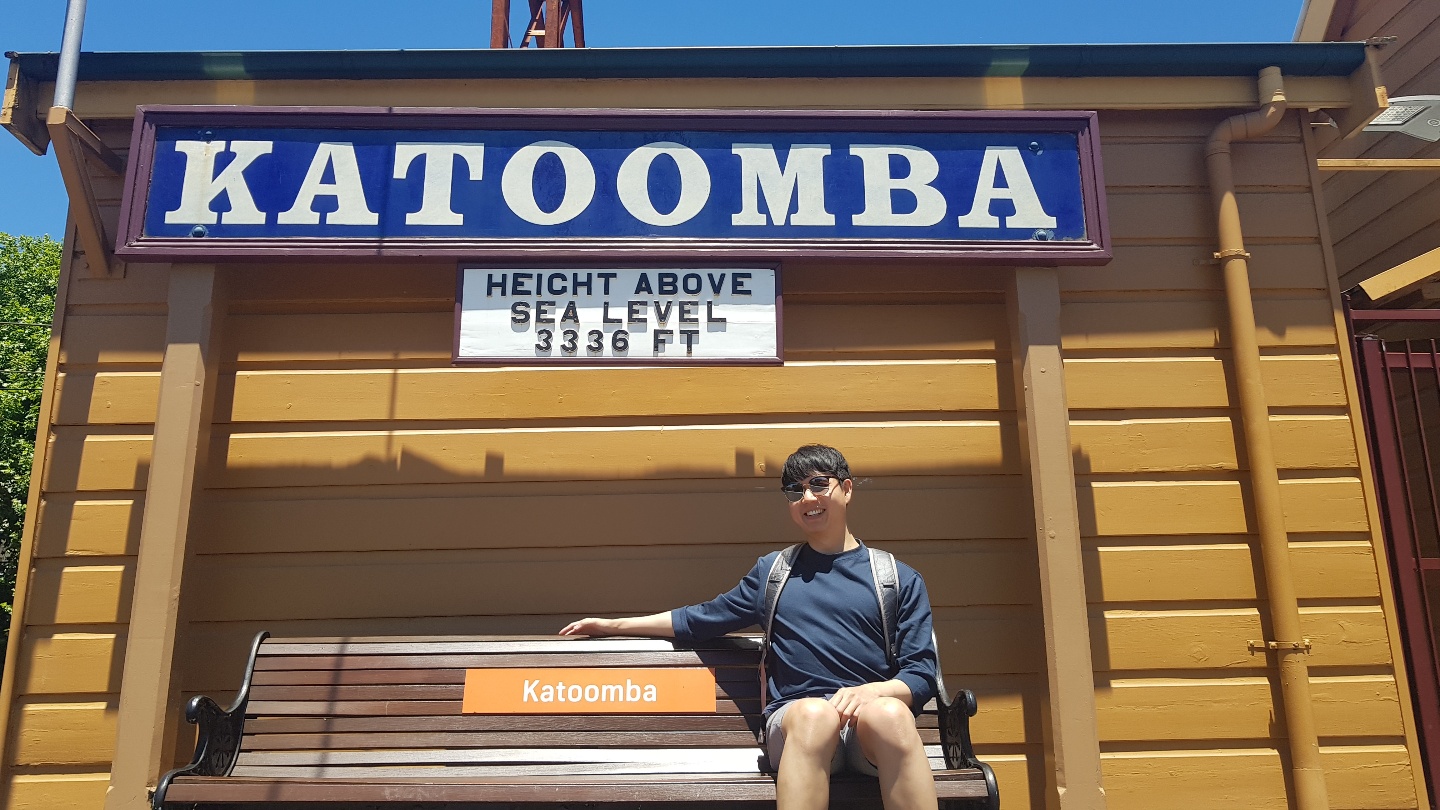 KATOOMBA
HEIGHT ABOVE
SEA LEVEL
3336 FT
Katoomba